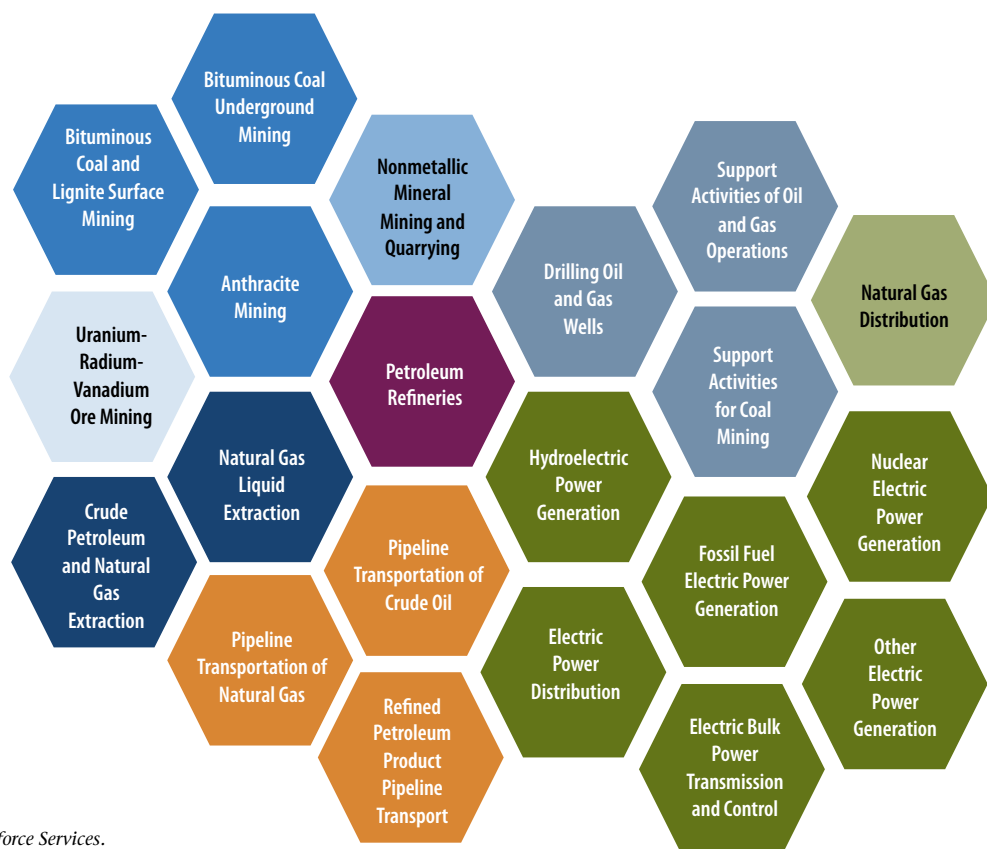 Bituminous Coal
Underground
Mining
Bituminous
Coal and
Lignite Surface
Mining
Nonmetallic
Mineral
Mining and
Quarrying
Support
Activities of Oil
and Gas
Operations
Anthracite
Mining
Drilling Oil
and Gas
Wells
Natural Gas
Distribution
Uranium-
Radium-
Vanadium
Ore Mining
Petroleum
Refineries
Support
Activities
for Coal
Mining
Natural Gas
Liquid
Extraction
Hydroelectric
Power
Generation
Nuclear
Electric
Power
Generation
Crude
Petroleum
and Natural
Gas
Extraction
Pipeline
Transportation of
Crude Oil
Fossil Fuel
Electric Power
Generation
Pipeline
Transportation of
Natural Gas
Electric
Power
Distribution
Other
Electric
Power
Generation
Refined
Petroleum
Product
Pipeline
Transport
Electric Bulk
Power
Transmission
and Control
force Services.